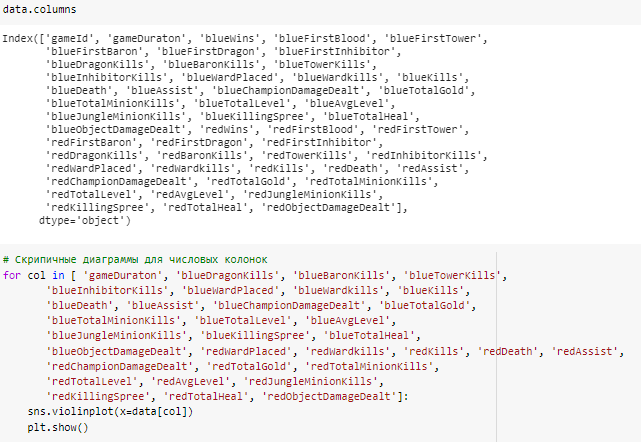 data.columns
Index(['gameId', 'gameDuraton', 'blueWins', 'blueFirstBlood', 'blueFirstTower',
'blueFirstBaron', 'blueFirstDragon', 'blueFirstInhibitor',
'blueDragonKills', 'blueBaronKills', 'blueTowerKills',
'blueInhibitorKills', 'blueWardPlaced', 'blueWardkills', 'blueKills',
'blueDeath', 'blueAssist', 'blueChampionDamageDealt', 'blueTotalGold',
'blueTotalMinionKills', 'blueTotalLevel', 'blueAvgLevel',
'blueJungleMinionKills', 'blueKillingSpree', 'blueTotalHeal',
'blueObjectDamageDealt', 'redWins', 'redFirstBlood', 'redFirstTower',
'redFirstBaron', 'redFirstDragon', 'redFirstInhibitor',
'redDragonKills', 'redBaronKills', 'redTowerKills', 'redInhibitorKills',
'redWardPlaced', 'redWardkills', 'redKills', 'redDeath', 'redAssist',
'redChampionDamageDealt', 'redTotalGold', 'redTotalMinionKills',
'redTotalLevel', 'redAvgLevel', 'redJungleMinionKills',
'redKillingSpree', 'redTotalHeal', 'redObjectDamageDealt'],
dtype='object')
# Скрипичные диаграммы для числовых колонок
for col in [ 'gameDuraton', 'blueDragonKills', 'blueBaronKills', 'blueTowerKills',
'blueInhibitorKills', 'blueWardPlaced', 'blueWardkills', 'blueKills',
'blueDeath', 'blueAssist', 'blueChampionDamageDealt', 'blueTotalGold',
'blueTotalMinionKills', 'blueTotalLevel', 'blueAvgLevel',
'blueJungleMinionKills', 'blueKillingSpree', 'blueTotalHeal',
'blueObjectDamageDealt', 'redWardPlaced', 'redWardkills', 'redKills', 'redDeath', 'redAssist',
'redChampionDamageDealt', 'redTotalGold', 'redTotalMinionKills',
'redTotalLevel', 'redAvgLevel', 'redJungleMinionKills',
'redKillingSpree', 'redTotalHeal', 'redObjectDamageDealt']:
sns.violinplot(x=data[col])
plt.show()